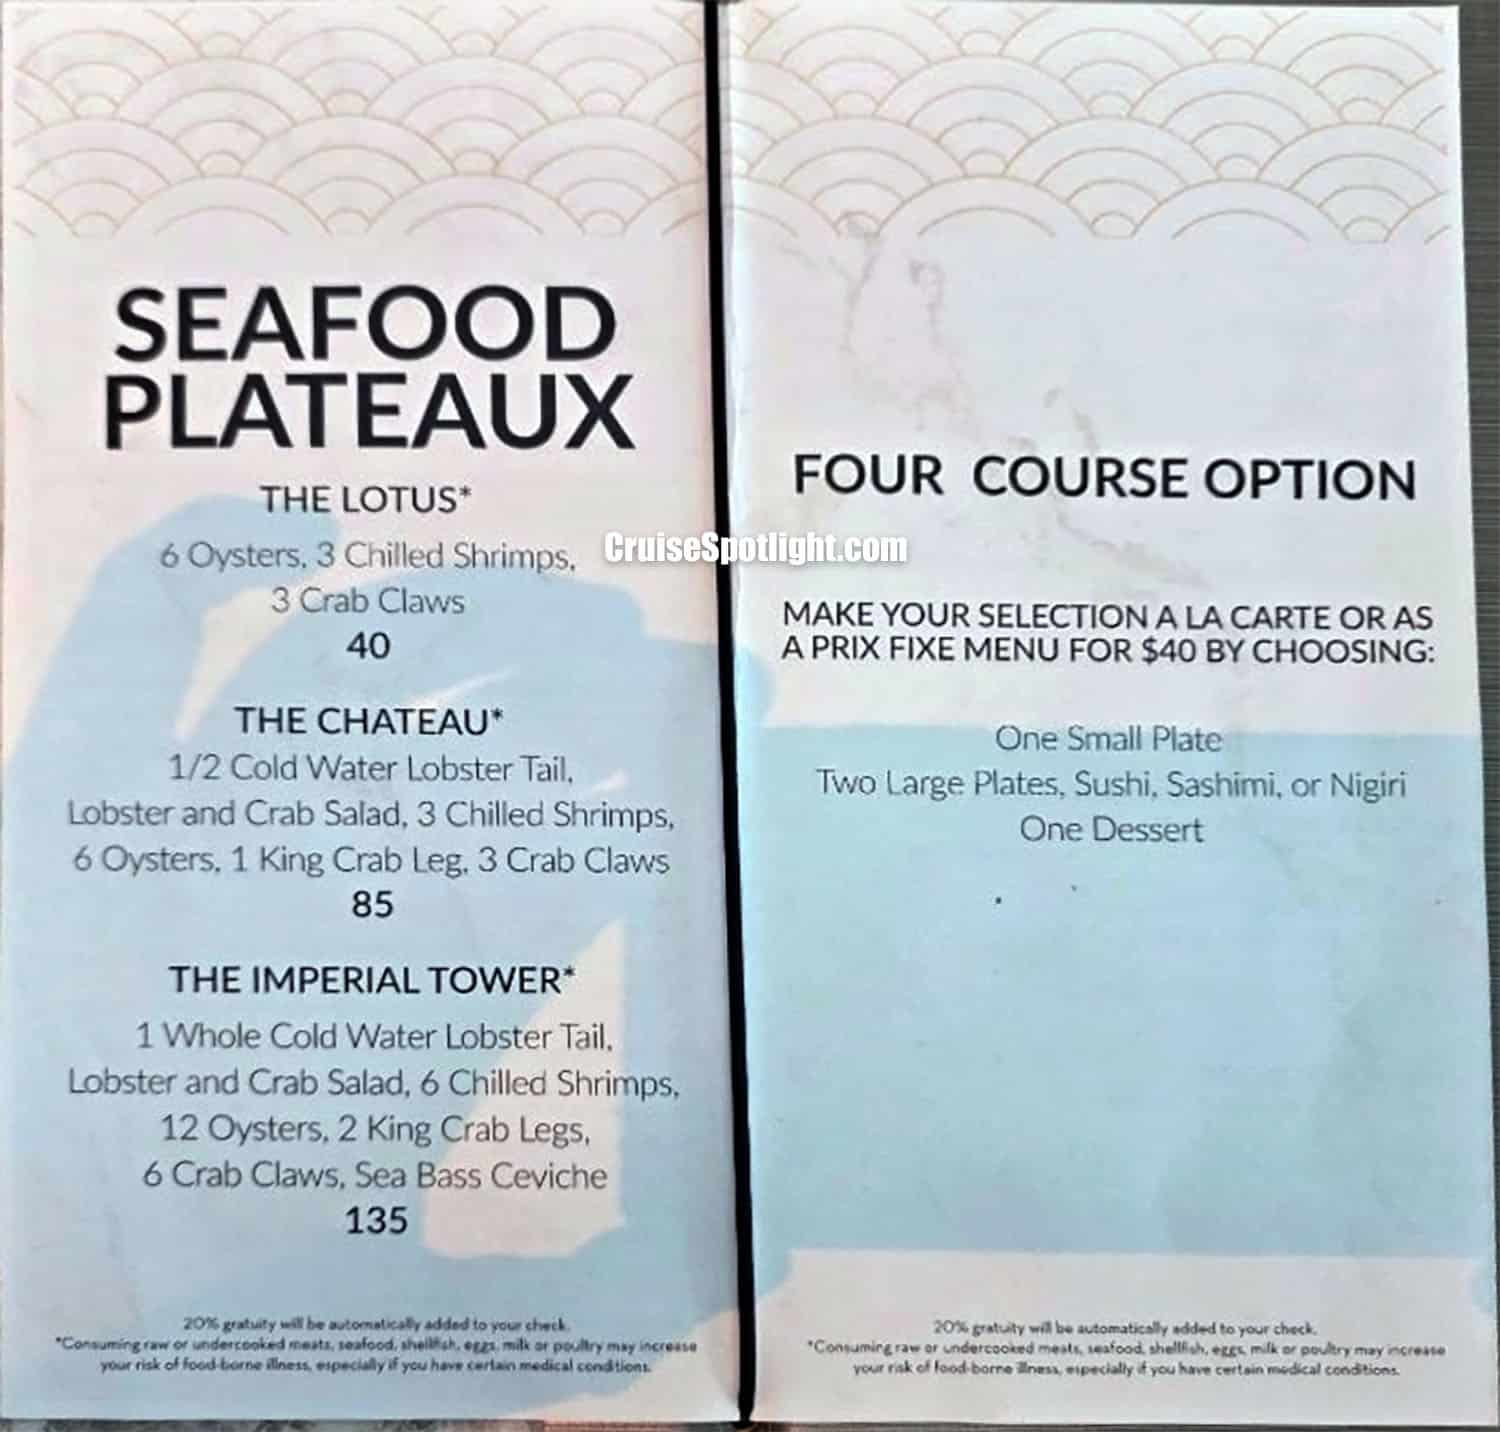 SEAFOOD
PLATEAUX
THE LOTUS*
6 Oysters, 3 Chilled Shrimps,
3 Crab Claws
40
THE CHATEAU*
1/2 Cold Water Lobster Tail,
Lobster and Crab Salad, 3 Chilled Shrimps,
6 Oysters, 1 King Crab Leg, 3 Crab Claws
85
THE IMPERIAL TOWER*
1 Whole Cold Water Lobster Tail,
Lobster and Crab Salad, 6 Chilled Shrimps,
12 Oysters, 2 King Crab Legs,
6 Crab Claws, Sea Bass Ceviche
135
20% gratuity will be automatically added to your check.
*Consuming raw or undercooked meats, seafood, shellfish, eggs, milk or poultry may increase
your risk of food-borne illness, especially if you have certain medical conditions.
CruiseSpotlight.com
FOUR COURSE OPTION
MAKE YOUR SELECTION A LA CARTE OR AS
A PRIX FIXE MENU FOR $40 BY CHOOSING:
One Small Plate
Two Large Plates, Sushi, Sashimi, or Nigiri
One Dessert
20% gratuity will be automatically added to your check.
*Consuming raw or undercooked meats, seafood, shellfish, eggs, milk or poultry may increase
your risk of food-borne illness, especially if you have certain medical conditions.